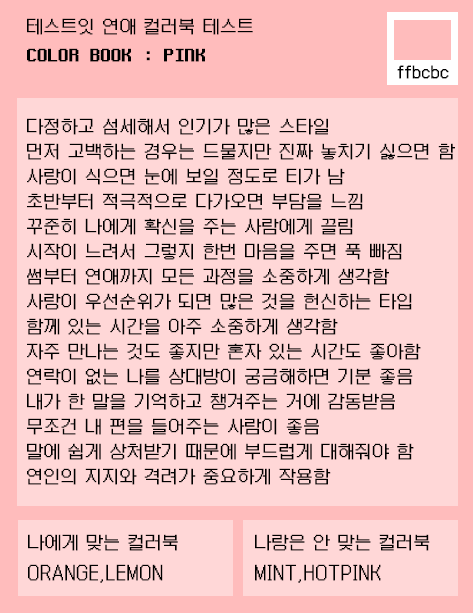 테스트잇 연애 컬러북 테스트
COLOR BOOK : PINK
ffbcbc
다정하고 섬세해서 인기가 많은 스타일
먼저 고백하는 경우는 드물지만 진짜 놓치기 싫으면 함
사랑이 식으면 눈에 보일 정도로 티가 남
초반부터 적극적으로 다가오면 부담을 느낌
꾸준히 나에게 확신을 주는 사람에게 끌림
시작이 느려서 그렇지 한번 마음을 주면 푹 빠짐
썸부터 연애까지 모든 과정을 소중하게 생각함
사랑이 우선순위가 되면 많은 것을 헌신하는 타입
함께 있는 시간을 아주 소중하게 생각함
자주 만나는 것도 좋지만 혼자 있는 시간도 좋아함
연락이 없는 나를 상대방이 궁금해하면 기분 좋음
내가 한 말을 기억하고 챙겨주는 거에 감동받음
무조건 내 편을 들어주는 사람이 좋음
말에 쉽게 상처받기 때문에 부드럽게 대해줘야 함
연인의 지지와 격려가 중요하게 작용함
나에게 맞는 컬러북
ORANGE,LEMON
나랑은 안 맞는 컬러북
MINT,HOTPINK